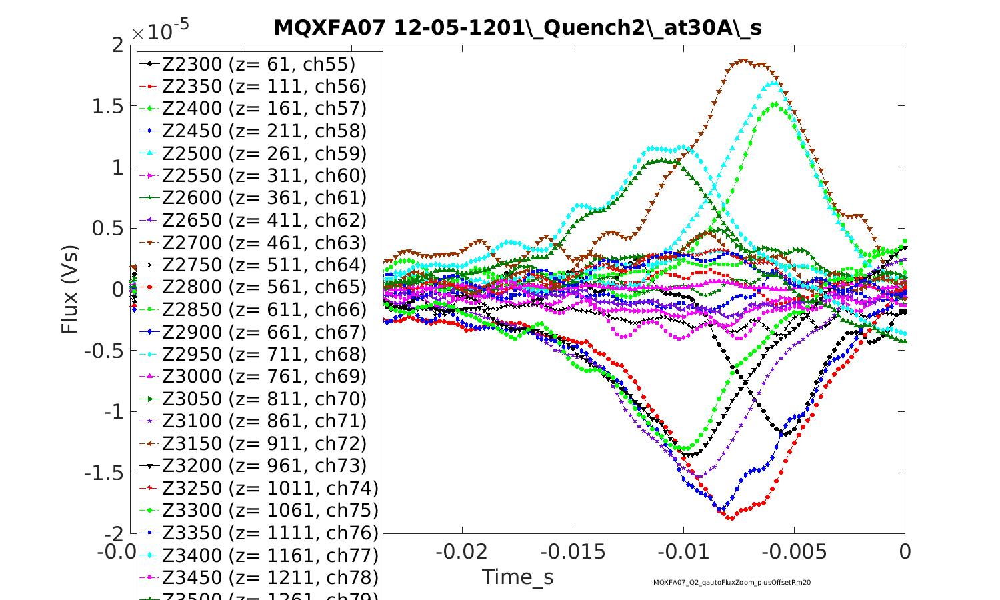 MQXFA07 12-05-1201\_Quench2\_at30A\_s
×10-5
2
1.5
1
0.5
0
-0.5
-1
-1.5
-2
Flux (Vs)
Z2300 (z= 61, ch55)
Z2350 (z= 111, ch56)
Z2400 (z= 161, ch57)
Z2450 (z= 211, ch58)
Z2500 (z= 261, ch59)
Z2550 (z= 311, ch60)
Z2600 (z= 361, ch61)
Z2650 (z= 411, ch62)
Z2700 (z= 461, ch63)
Z2750 (z= 511, ch64)
Z2800 (z= 561, ch65)
Z2850 (z= 611, ch66)
Z2900 (z= 661, ch67)
Z2950 (z= 711, ch68)
Z3000 (z= 761, ch69)
Z3050 (z= 811, ch70)
Z3100 (z= 861, ch71)
Z3150 (z= 911, ch72)
Z3200 (z= 961, ch73)
Z3250 (z= 1011, ch74)
Z3300 (z= 1061, ch75)
Z3350 (z= 1111, ch76)
Z3400 (z= 1161, ch77)
Z3450 (z= 1211, ch78)
Z3500 (z= 1261, ch79)
-0.0 -0.02 -0.015 -0.01 -0.005 0
Time_s
MQXFA07_Q2_qautoFluxZoom_plusOffsetRm20